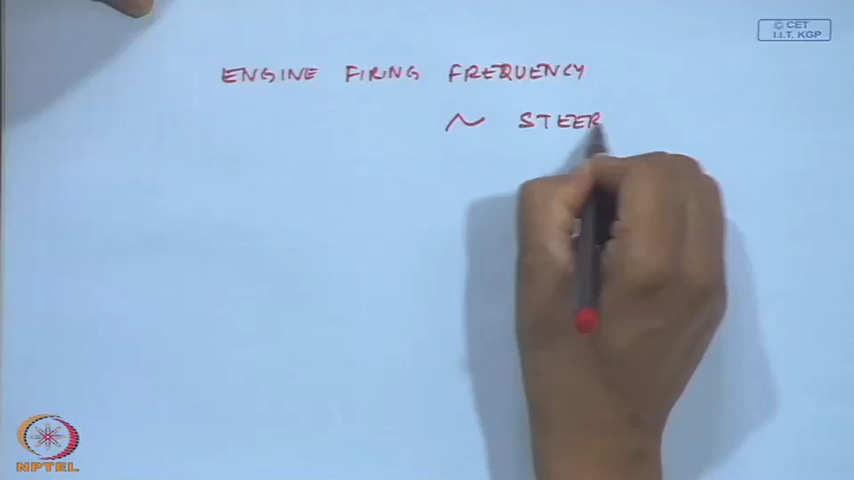 © CET
I.I.T. KGP
ENGINE FIRING FREQUENCY
~ STEER
NPTEL